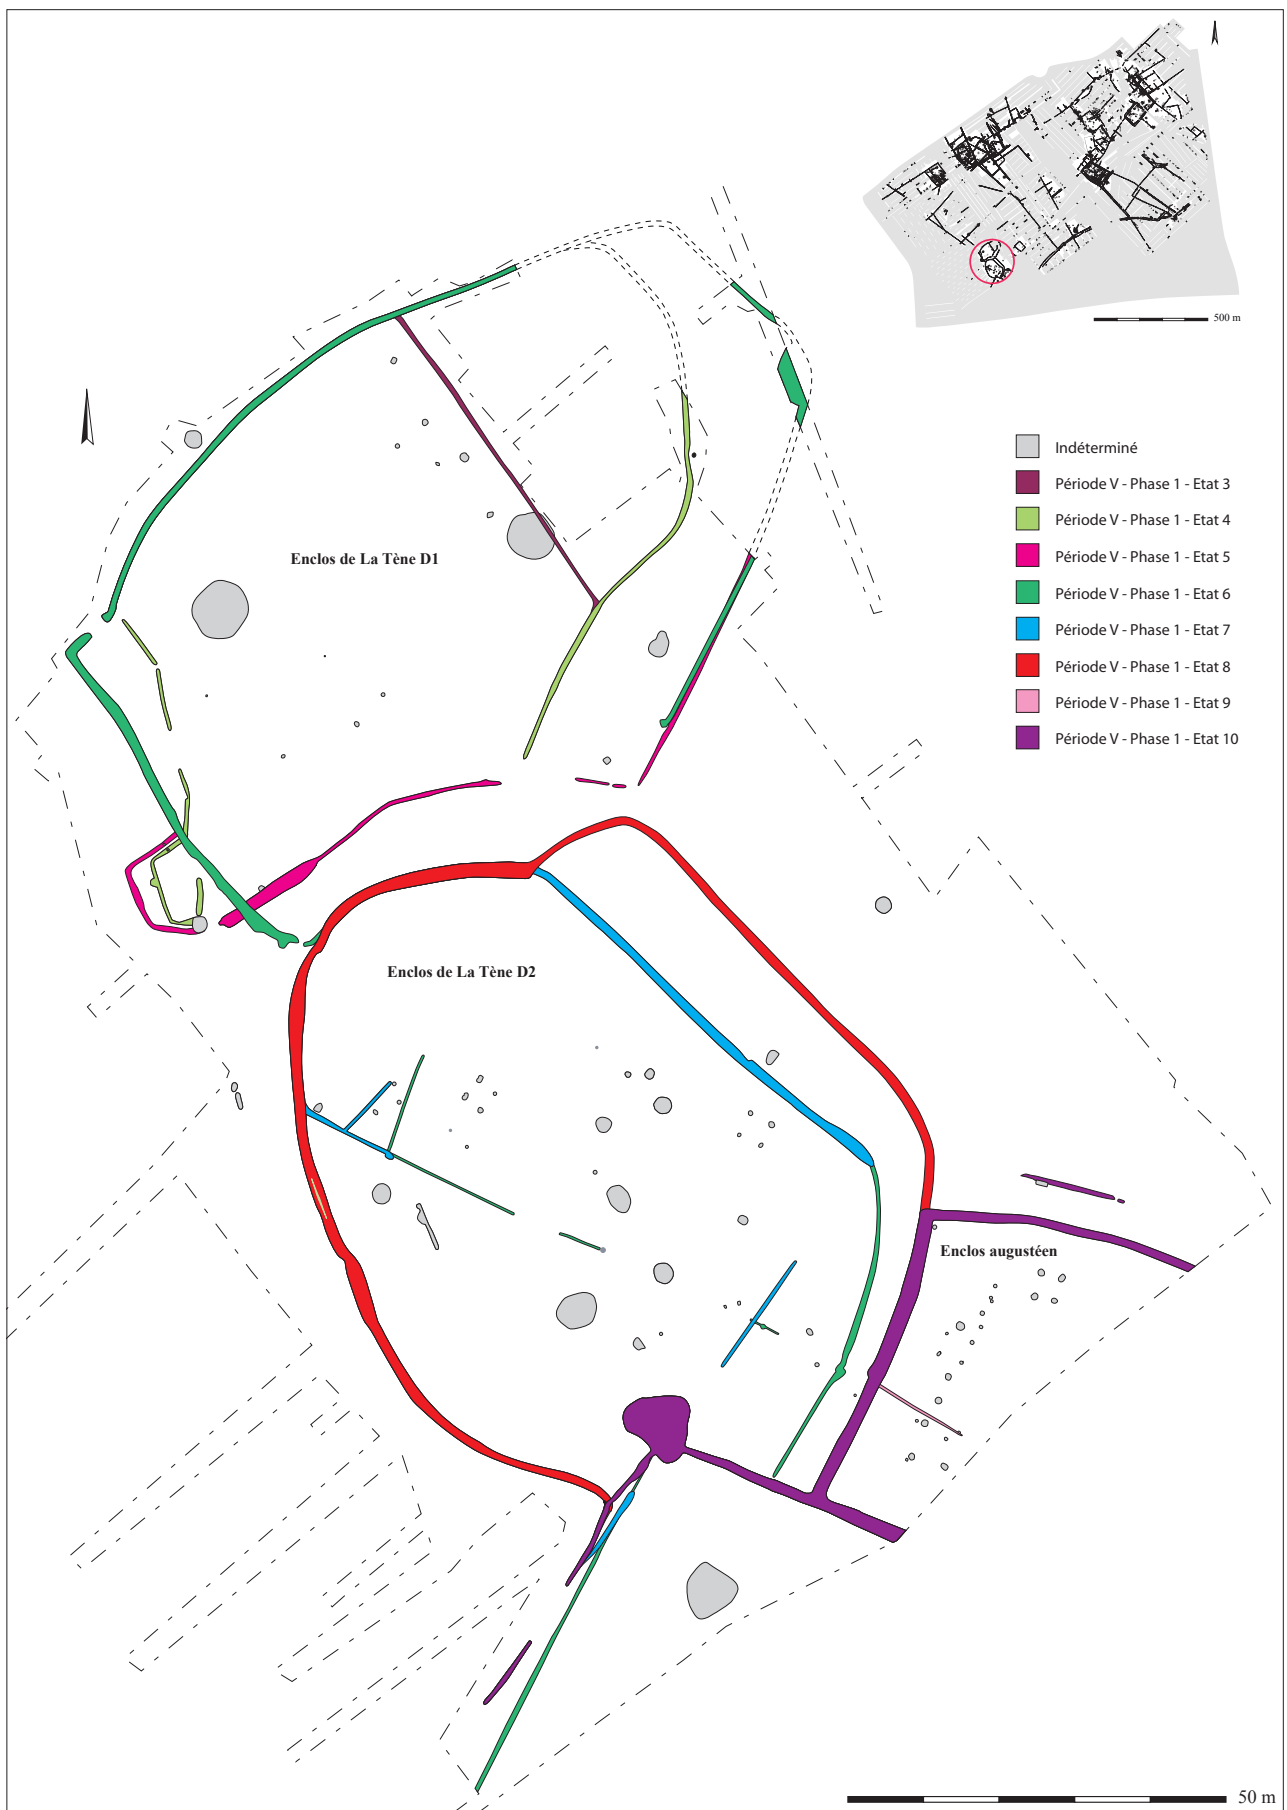 500 m
Indéterminé
Période V - Phase 1 - Etat 3
Période V - Phase 1 - Etat 4
Période V - Phase 1 - Etat 5
Période V - Phase 1 - Etat 6
Période V - Phase 1 - Etat 7
Période V - Phase 1 - Etat 8
Période V - Phase 1 - Etat 9
Période V - Phase 1 - Etat 10
Enclos de La Tène D1
Enclos de La Tène D2
Enclos augustéen
50 m